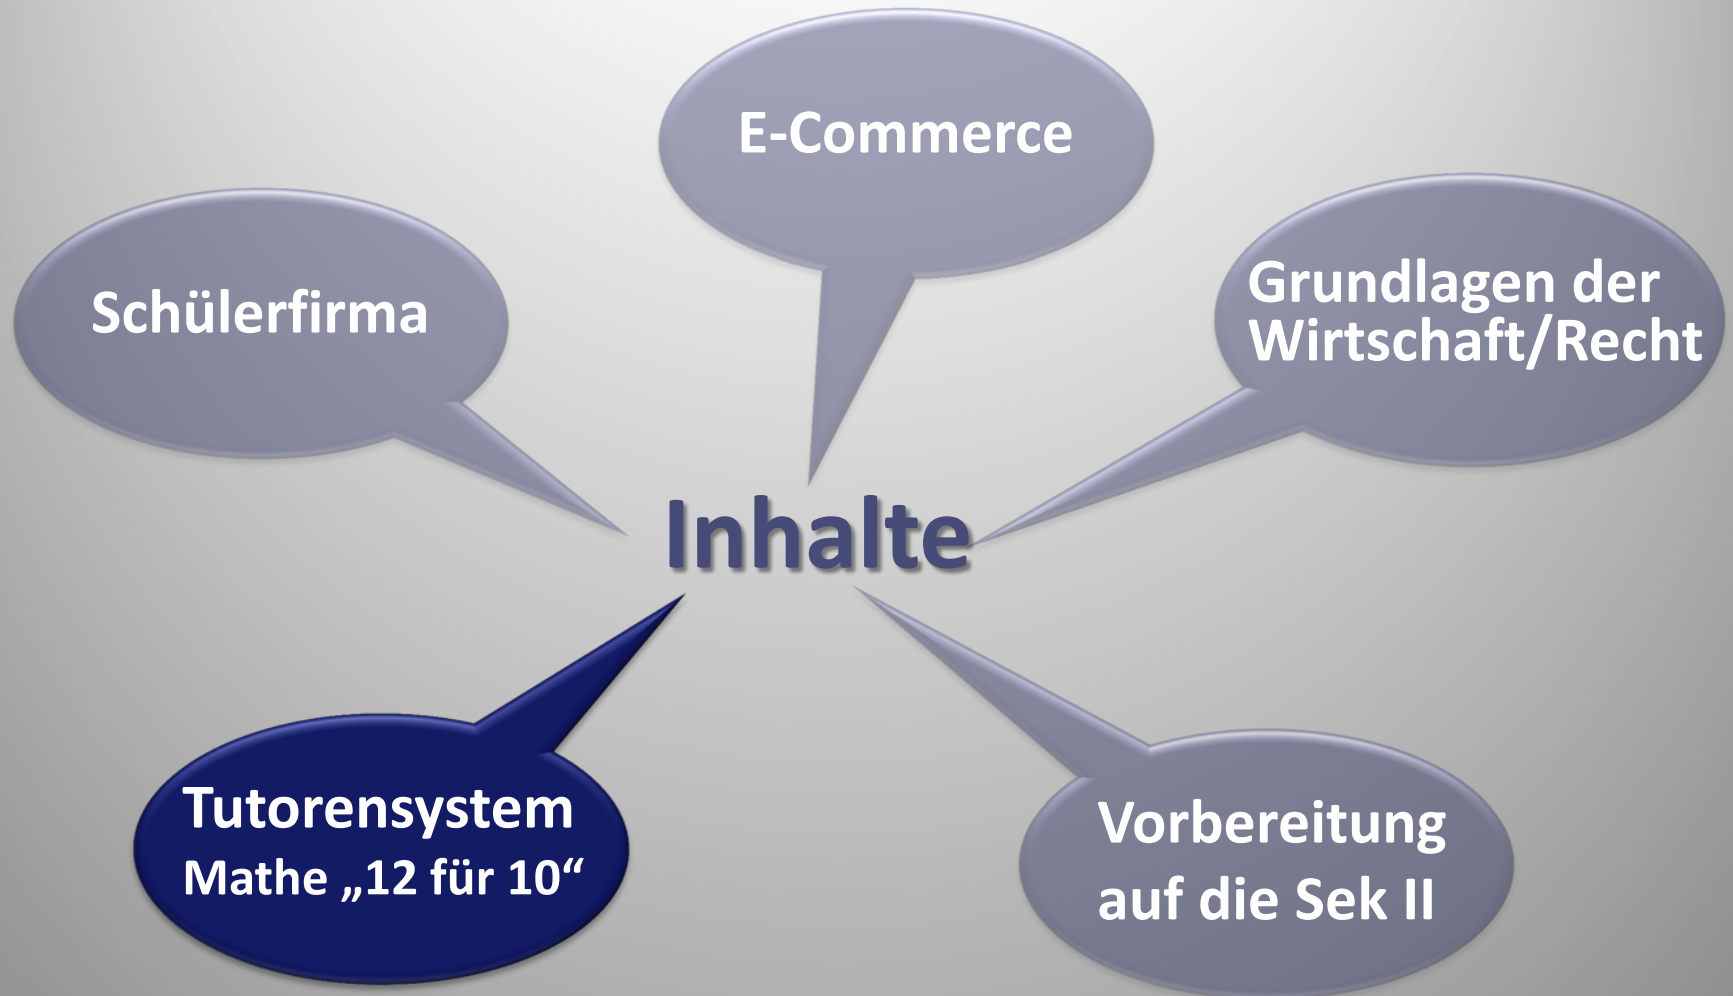 E-Commerce
Schülerfirma
Grundlagen der
Wirtschaft/Recht
Inhalte
Tutorensystem
Mathe „12 für 10“
Vorbereitung
auf die Sek II